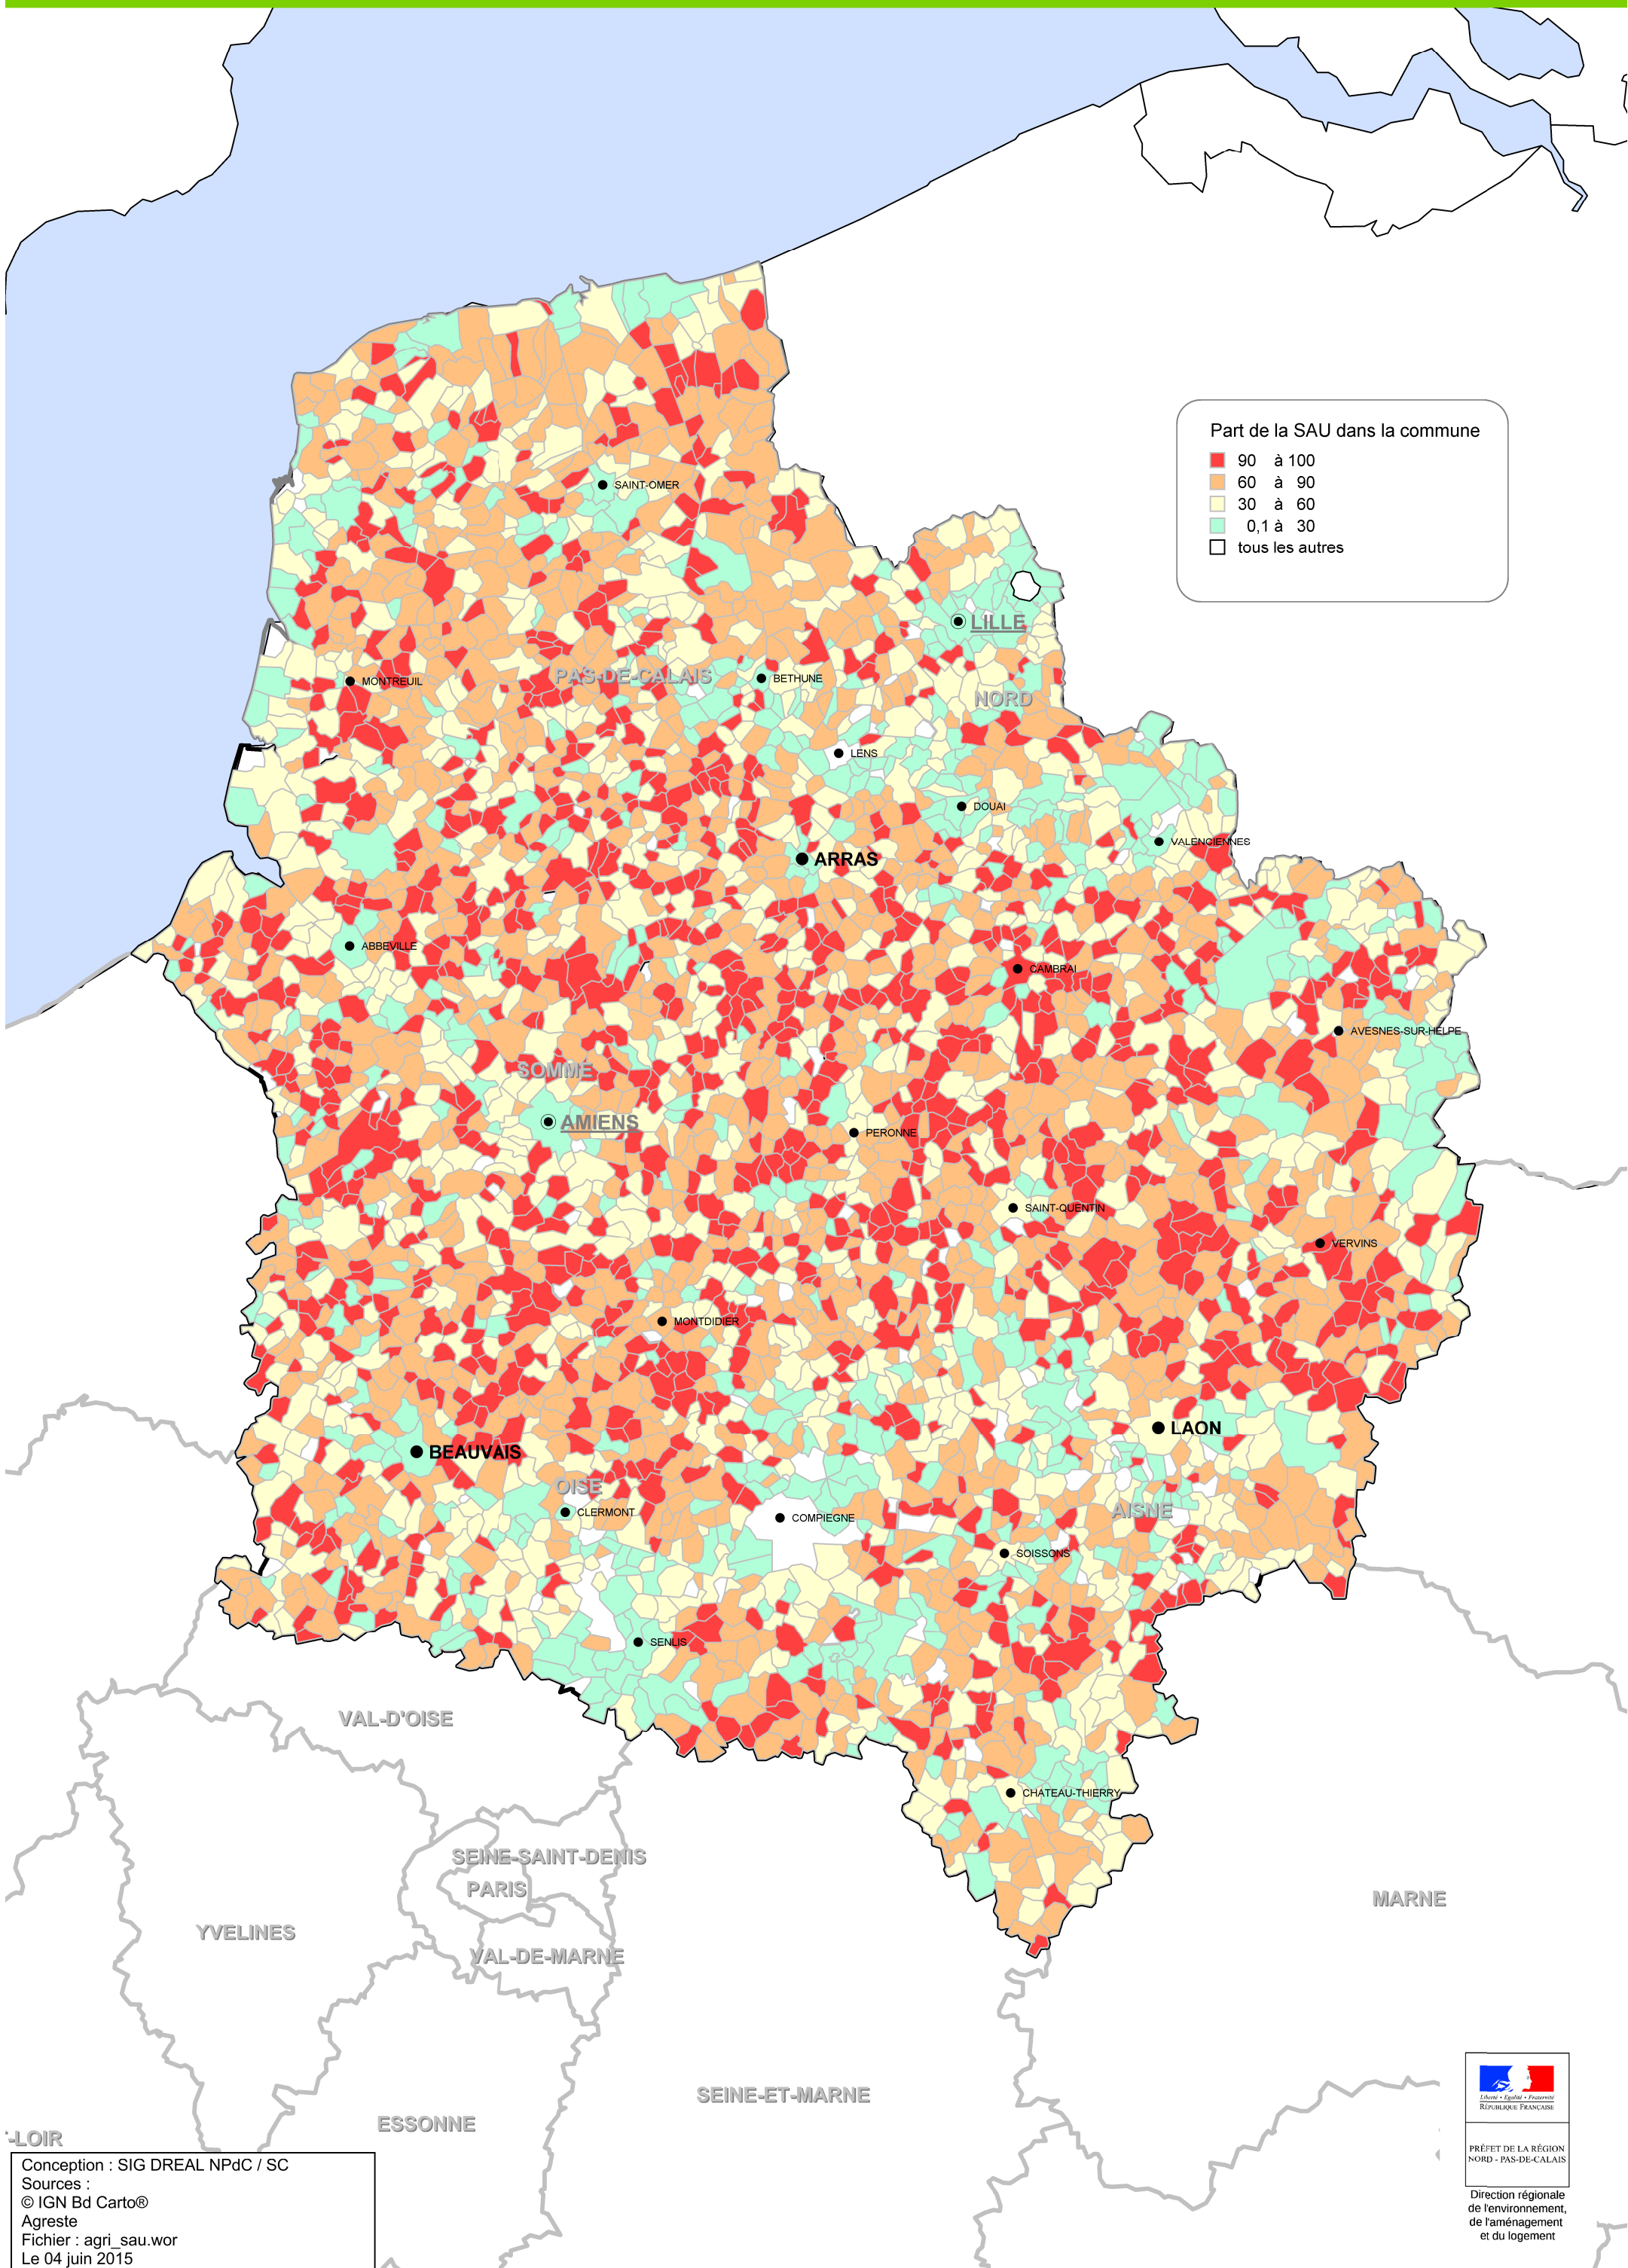 Part de la SAU dans la commune
90 à 100
60 à 90
30 à 60
0,1 à 30
tous les autres
SAINT-OMER
LILLE
PAS-DE-CALAIS
BETHUNE
MONTREUIL
NORD
LENS
DOUAI
VALENCIENNES
ARRAS
ABBEVILLE
CAMBRAI
AVESNES-SUR-HELPE
SOMME
AMIENS
PERONNE
SAINT-QUENTIN
VERVINS
MONTDIDIER
LAON
BEAUVAIS
OISE
CLERMONT
COMPIEGNE
AISNE
SOISSONS
SENLIS
VAL-D'OISE
CHATEAU-THIERRY
SEINE-SAINT-DENIS
PARIS
MARNE
YVELINES
VAL-DE-MARNE
SEINE-ET-MARNE
ESSONNE
-LOIR
Conception : SIG DREAL NPdC / SC
Sources :
© IGN Bd Carto®
Agreste
Fichier : agri_sau.wor
Le 04 juin 2015
Liberté • Égalité • Fraternité
RÉPUBLIQUE FRANÇAISE
PRÉFET DE LA RÉGION
NORD - PAS-DE-CALAIS
Direction régionale
de l'environnement,
de l'aménagement
et du logement